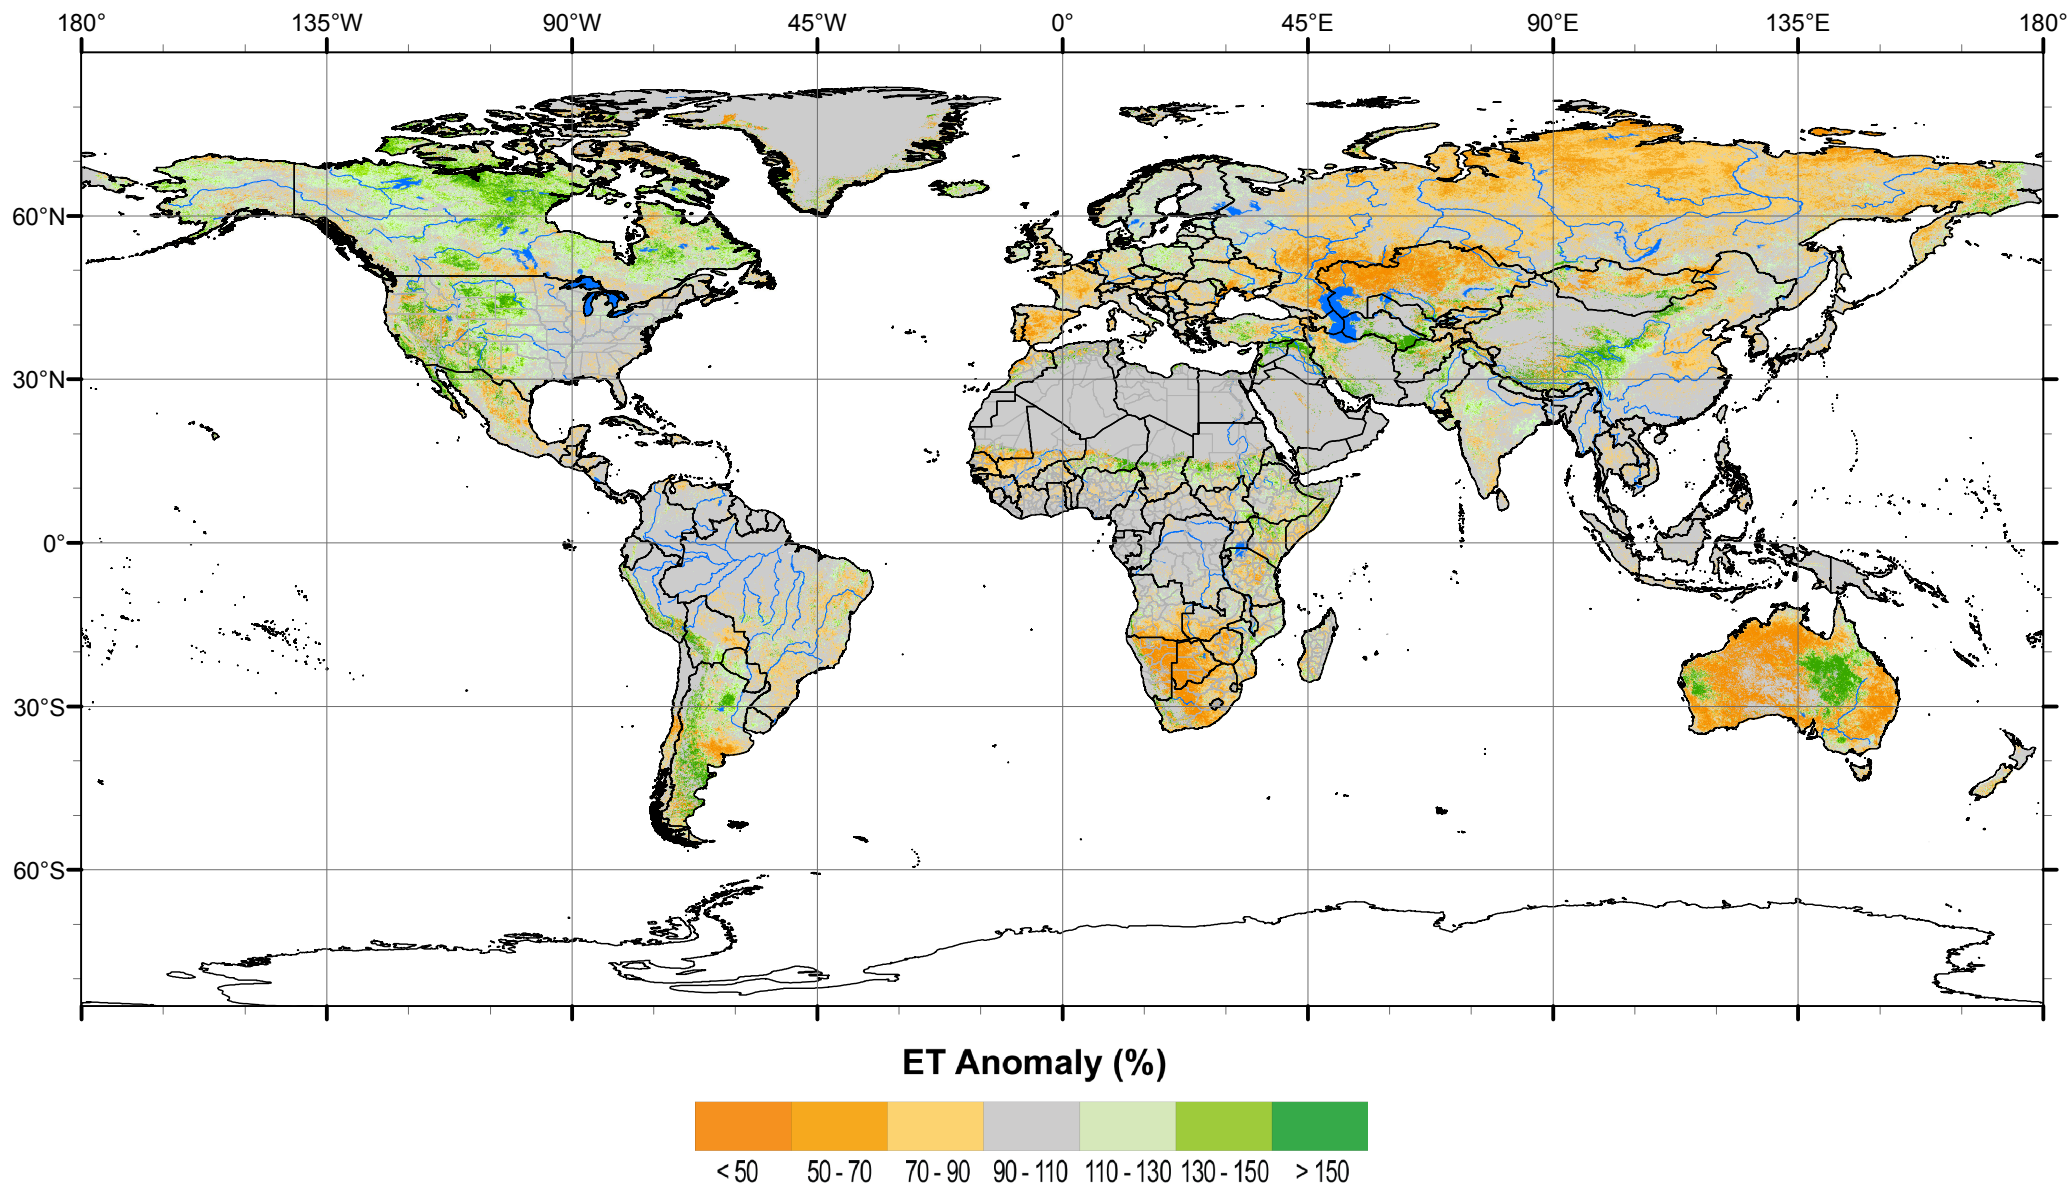 180° 135°W 90°W 45°W 0° 45°E 90°E 135°E 180°
60°N
30°N
0°
30°S
60°S
ET Anomaly (%)
< 50 50 - 70 70 - 90 90 - 110 110 - 130 130 - 150 > 150